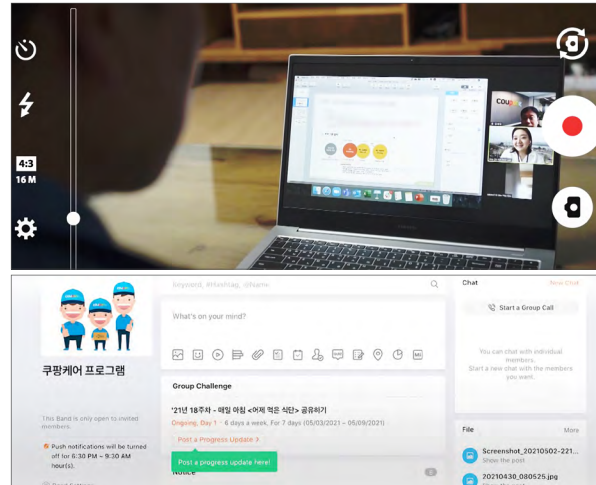 4:3
16 M
keyword, #Hashtag, @Name
What's on your mind?
쿠팡케어 프로그램
This Band is only open to invited
members.
Push notifications will be turned
off for 6:30 PM ~ 9:30 AM
hour(s).
Group Challenge
'21년 18주차 - 매일 아침 <어제 먹은 식단> 공유하기
Ongoing, Day 1 · 6 days a week, For 7 days (05/03/2021 ~ 05/09/2021)
Post a Progress Update >
Post a progress update here!
Notice
Chat
New Chat
Start a Group Call
You can chat with individual
members.
Start a new chat with the members
you want.
File
More
Screenshot_20210502-221...
Show the post
20210430_080525.jpg
Show the post